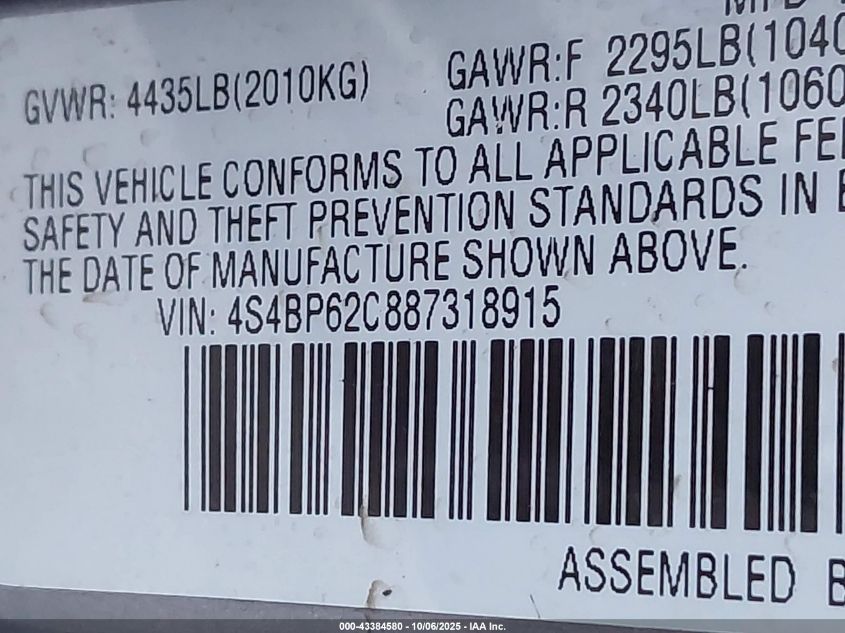 GVWR: 4435LB(2010KG)
GAWR:F 2295LB(1040
GAWR:R 2340LB(1060
THIS VEHICLE CONFORMS TO ALL APPLICABLE FE
SAFETY AND THEFT PREVENTION STANDARDS IN E
THE DATE OF MANUFACTURE SHOWN ABOVE.
VIN: 4S4BP62C887318915
ASSEMBLED B
000-43384580 - 10/06/2025 - IAA Inc.